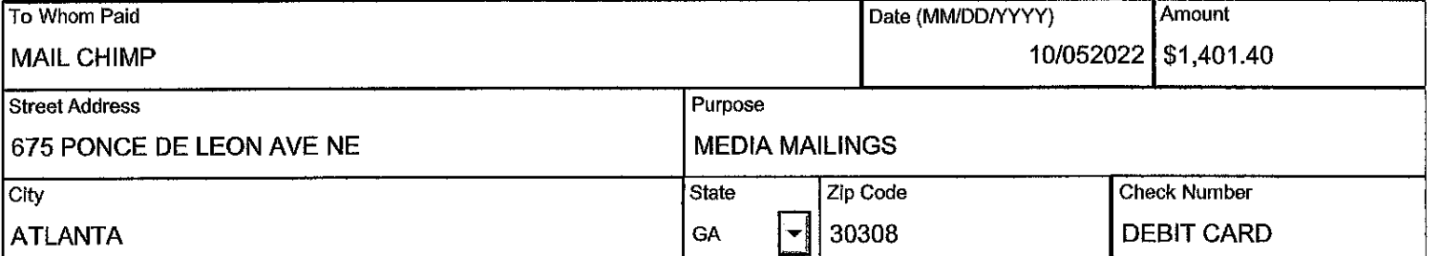 To Whom Paid Date (MM/DD/YYYY) Amount
MAIL CHIMP 10/052022 $1,401.40
Street Address Purpose
675 PONCE DE LEON AVE NE MEDIA MAILINGS
City State Zip Code Check Number
ATLANTA GA 30308 DEBIT CARD